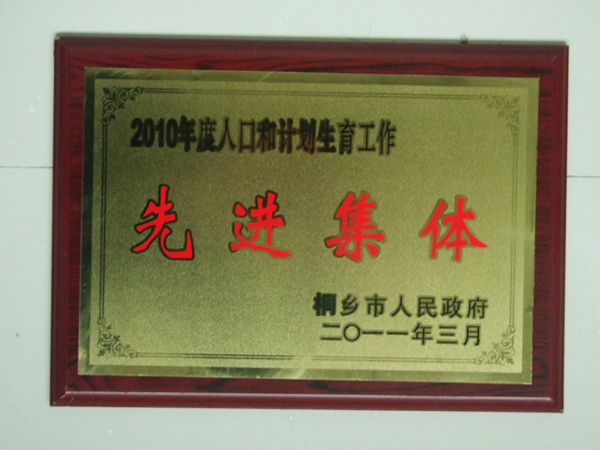 2010年度人口和计划生育工作
先进集体
桐乡市人民政府
二〇一一年三月